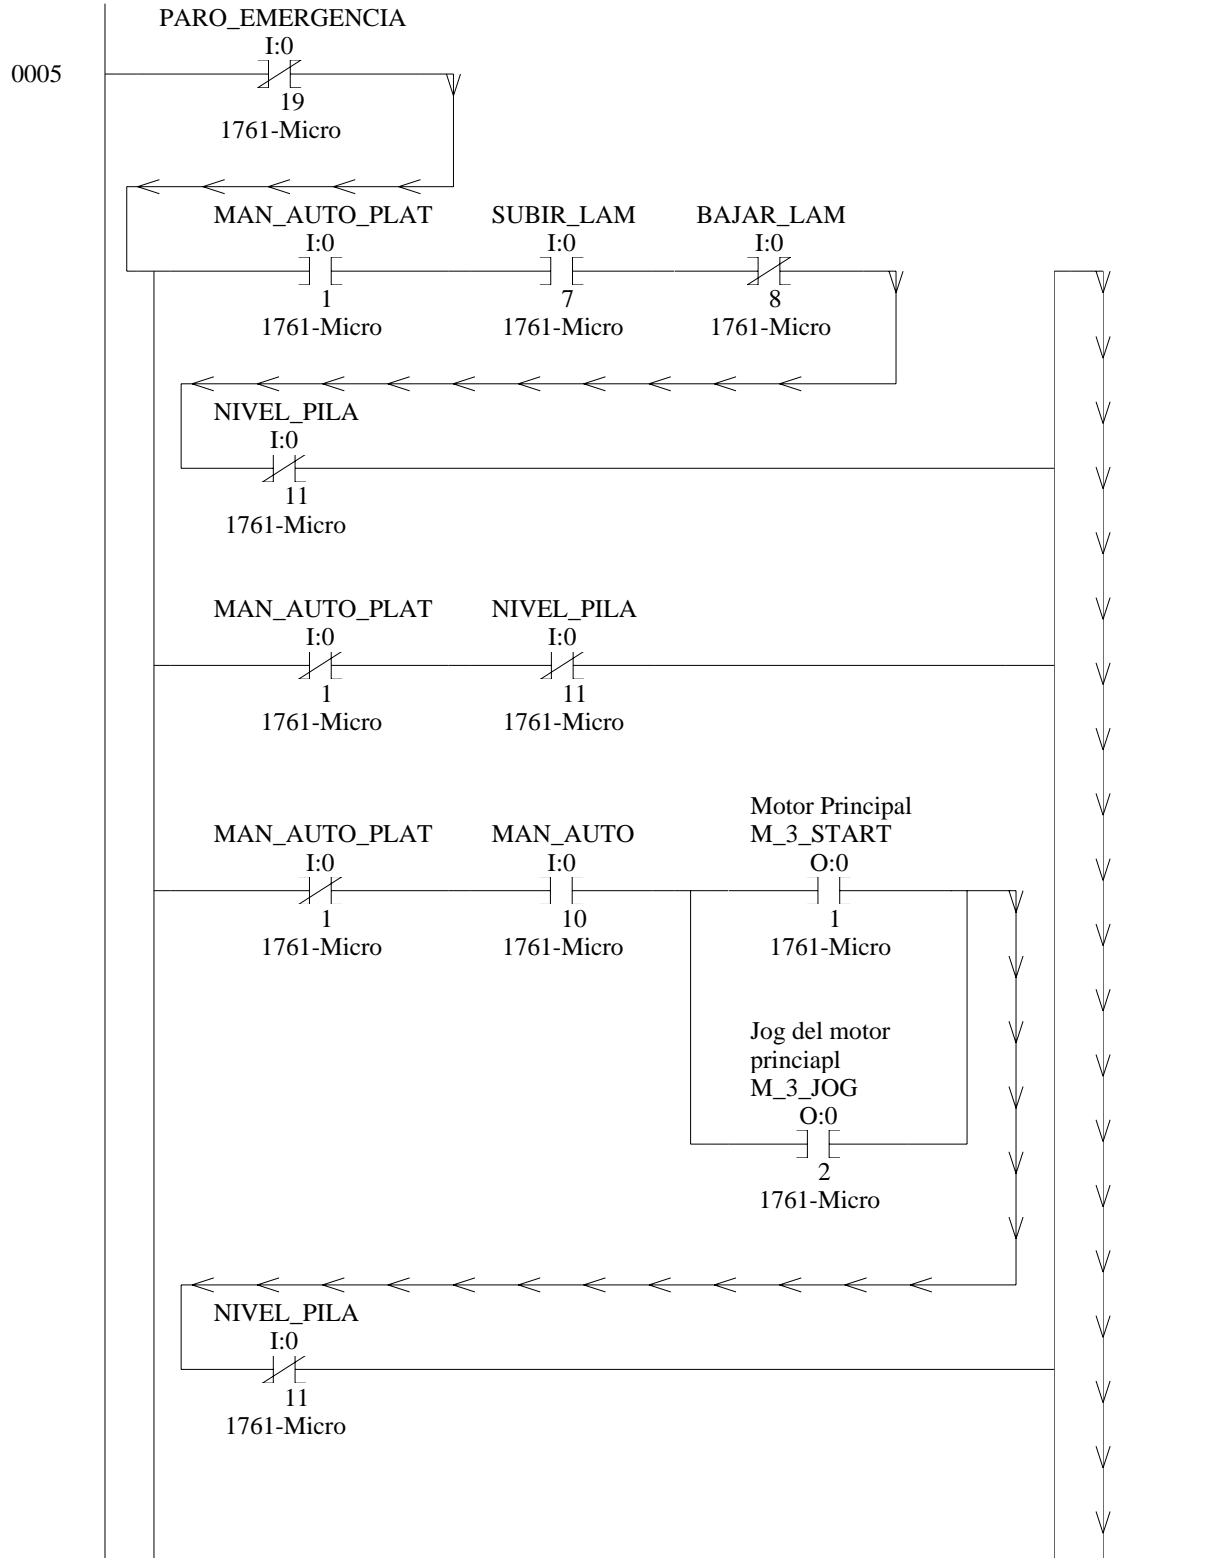 PARO_EMERGENCIA
I:0
0005
19
1761-Micro
MAN_AUTO_PLAT SUBIR_LAM BAJAR_LAM
I:0 I:0 I:0
1 7 8
1761-Micro 1761-Micro 1761-Micro
NIVEL_PILA
I:0
11
1761-Micro
MAN_AUTO_PLAT NIVEL_PILA
I:0 I:0
1 11
1761-Micro 1761-Micro
Motor Principal
MAN_AUTO_PLAT MAN_AUTO M_3_START
I:0 I:0 O:0
1 10 1
1761-Micro 1761-Micro 1761-Micro
Jog del motor
princiapl
M_3_JOG
O:0
2
1761-Micro
NIVEL_PILA
I:0
11
1761-Micro